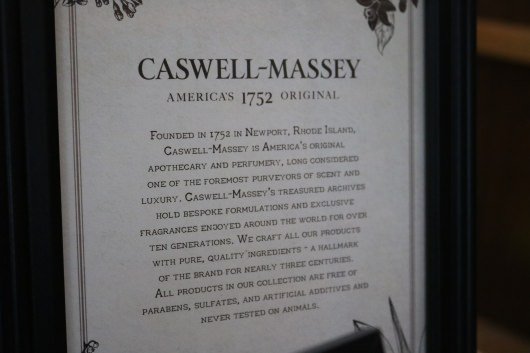 CASWELL-MASSEY
AMERICA'S 1752 ORIGINAL
FOUNDED IN 1752 IN NEWPORT, RHODE ISLAND,
CASWELL-MASSEY IS AMERICA'S ORIGINAL
APOTHECARY AND PERFUMERY, LONG CONSIDERED
ONE OF THE FOREMOST PURVEYORS OF SCENT AND
LUXURY. CASWELL-MASSEY'S TREASURED ARCHIVES
HOLD BESPOKE FORMULATIONS AND EXCLUSIVE
FRAGRANCES ENJOYED AROUND THE WORLD FOR OVER
TEN GENERATIONS. WE CRAFT ALL OUR PRODUCTS
WITH PURE, QUALITY INGREDIENTS - A HALLMARK
OF THE BRAND FOR NEARLY THREE CENTURIES.
ALL PRODUCTS IN OUR COLLECTION ARE FREE OF
PARABENS, SULFATES, AND ARTIFICIAL ADDITIVES AND
NEVER TESTED ON ANIMALS.